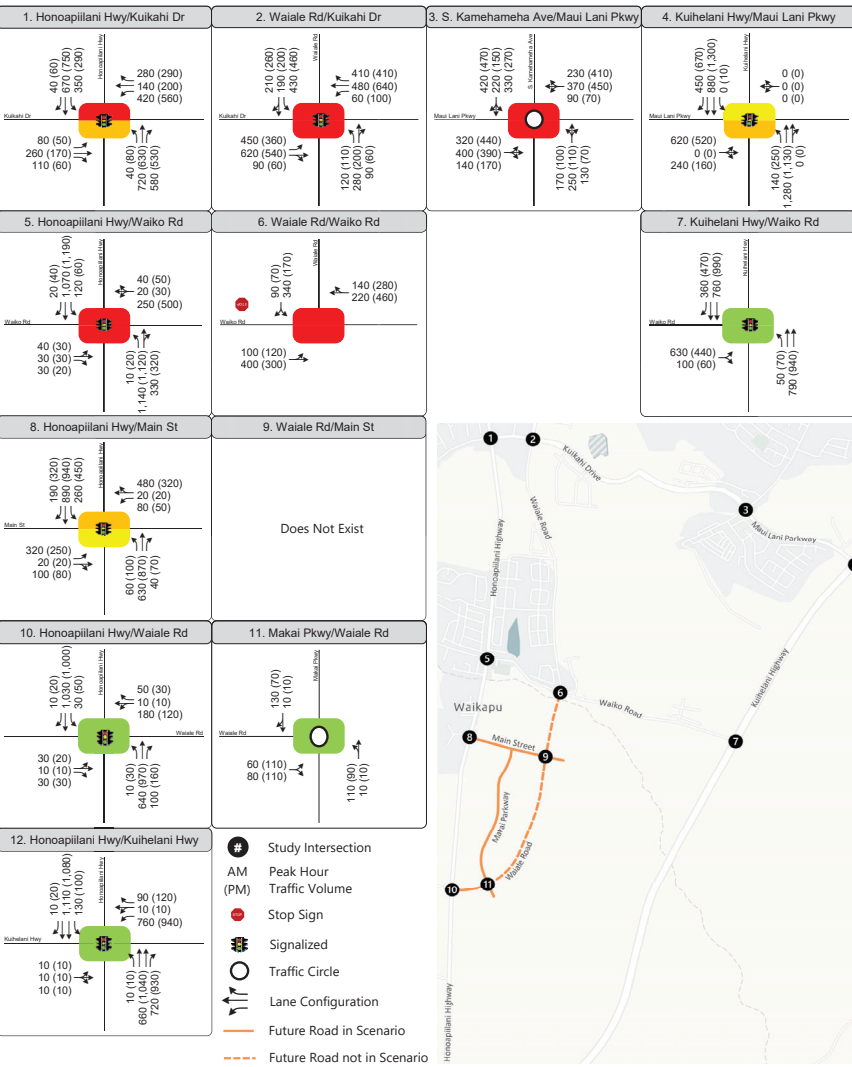 1. Honoapiilani Hwy/Kuikahi Dr
40 (60)
670 (750)
350 (290)
Honoapiilani Hwy
280 (290)
140 (200)
420 (560)
Kuikahi Dr
80 (50)
260 (170)
110 (60)
40 (80)
720 (630)
580 (530)
2. Waiale Rd/Kuikahi Dr
210 (260)
190 (200)
430 (460)
Waiale Rd
410 (410)
480 (640)
60 (100)
Kuikahi Dr
450 (360)
620 (540)
90 (60)
120 (110)
280 (200)
90 (60)
3. S. Kamehameha Ave/Maui Lani Pkwy
420 (470)
220 (150)
330 (270)
S. Kamehameha Ave
230 (410)
370 (450)
90 (70)
Maui Lani Pkwy
320 (440)
400 (390)
140 (170)
170 (100)
250 (110)
130 (70)
4. Kuihelani Hwy/Maui Lani Pkwy
450 (670)
880 (1,300)
0 (10)
Kuihelani Hwy
0 (0)
0 (0)
0 (0)
Maui Lani Pkwy
620 (520)
0 (0)
240 (160)
140 (250)
1,280 (1,130)
0 (0)
5. Honoapiilani Hwy/Waiko Rd
20 (40)
1,070 (1,190)
120 (60)
Honoapiilani Hwy
40 (50)
20 (30)
250 (500)
Waiko Rd
40 (30)
30 (30)
30 (20)
10 (20)
1,140 (1,120)
330 (320)
6. Waiale Rd/Waiko Rd
90 (70)
340 (170)
Waiale Rd
140 (280)
220 (460)
Waiko Rd
100 (120)
400 (300)
7. Kuihelani Hwy/Waiko Rd
360 (470)
760 (990)
Kuihelani Hwy
Waiko Rd
630 (440)
100 (60)
50 (70)
790 (940)
8. Honoapiilani Hwy/Main St
190 (320)
890 (940)
260 (450)
Honoapiilani Hwy
480 (320)
20 (20)
80 (50)
Main St
320 (250)
20 (20)
100 (80)
60 (100)
630 (870)
40 (70)
9. Waiale Rd/Main St
Does Not Exist
10. Honoapiilani Hwy/Waiale Rd
10 (20)
1,030 (1,000)
30 (50)
Honoapiilani Hwy
50 (30)
10 (10)
180 (120)
Waiale Rd
30 (20)
10 (10)
30 (30)
10 (30)
640 (970)
100 (160)
11. Makai Pkwy/Waiale Rd
130 (70)
10 (10)
Makai Pkwy
Waiale Rd
60 (110)
80 (110)
110 (90)
10 (10)
12. Honoapiilani Hwy/Kuihelani Hwy
10 (20)
1,110 (1,080)
130 (100)
Honoapiilani Hwy
90 (120)
10 (10)
760 (940)
Kuihelani Hwy
10 (10)
10 (10)
10 (10)
10 (10)
660 (1,040)
720 (930)
# Study Intersection
AM Peak Hour
(PM) Traffic Volume
STOP Stop Sign
Signalized
Traffic Circle
Lane Configuration
Future Road in Scenario
Future Road not in Scenario
1
2
Kuikahi Drive
3
Maui Lani Parkway
Waiale Road
Honoapiilani Highway
5
6
Waiko Road
Kuihelani Highway
Waikapu
7
8
Main Street
9
Makai Parkway
Waiale Road
10
11
Honoapiilani Highway